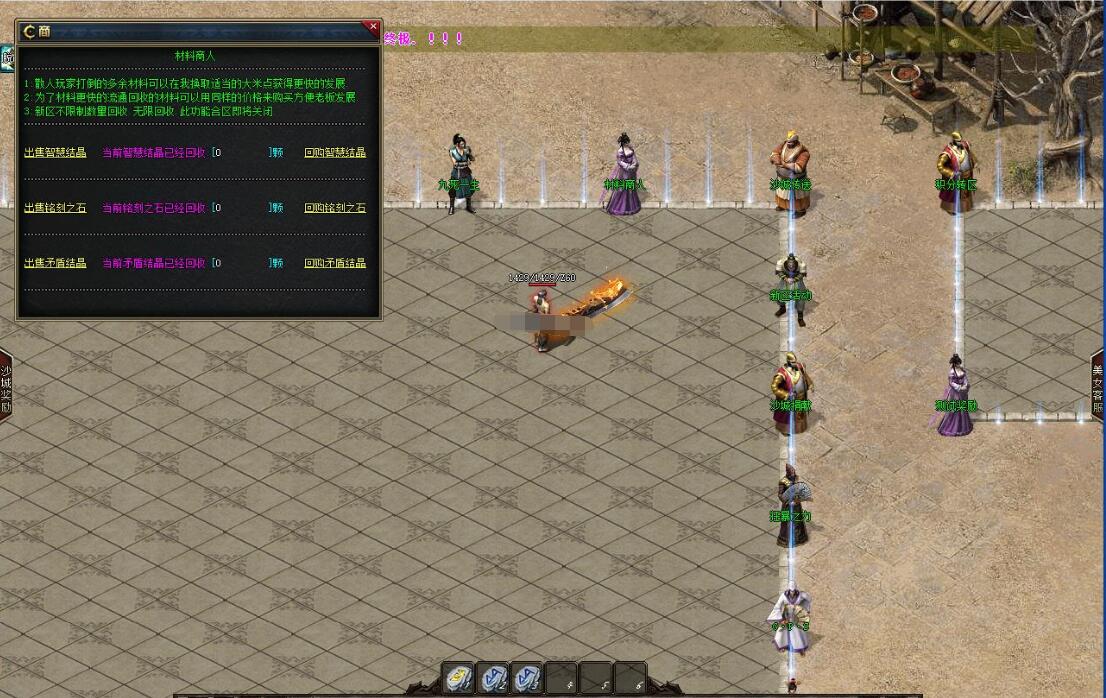 商
终极. !!!
材料商人
1.散人玩家打倒的多余材料可以在我换取适当的大米点获得更快的发展
2.为了材料更快的流通回收的材料可以用同样的价格来购买方便老板发展
3.新区不限制数量回收 无限回收 此功能合区即将关闭
出售智慧结晶 当前智慧结晶已经回收 [0 ]颗 回购智慧结晶
出售铭刻之石 当前铭刻之石已经回收 [0 ]颗 回购铭刻之石
出售矛盾结晶 当前矛盾结晶已经回收 [0 ]颗 回购矛盾结晶
九死一生
材料商人
沙城传送
积分转区
1429/1429/Z60
新区活动
沙城奖励
美女客服
沙城捐献
测试奖励
狂暴之力